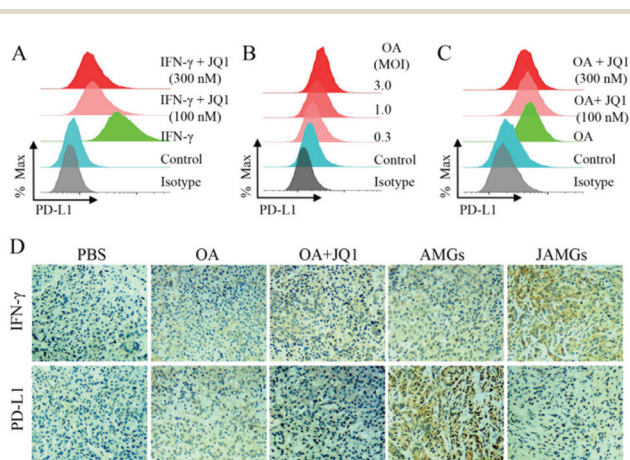 A
IFN-γ + JQ1
(300 nM)
IFN-γ + JQ1
(100 nM)
IFN-γ
Control
Isotype
% Max
PD-L1
B
OA
(MOI)
3.0
1.0
0.3
Control
Isotype
% Max
PD-L1
C
OA + JQ1
(300 nM)
OA+ JQ1
(100 nM)
OA
Control
Isotype
% Max
PD-L1
D
PBS OA OA+JQ1 AMGs JAMGs
IFN-γ
PD-L1